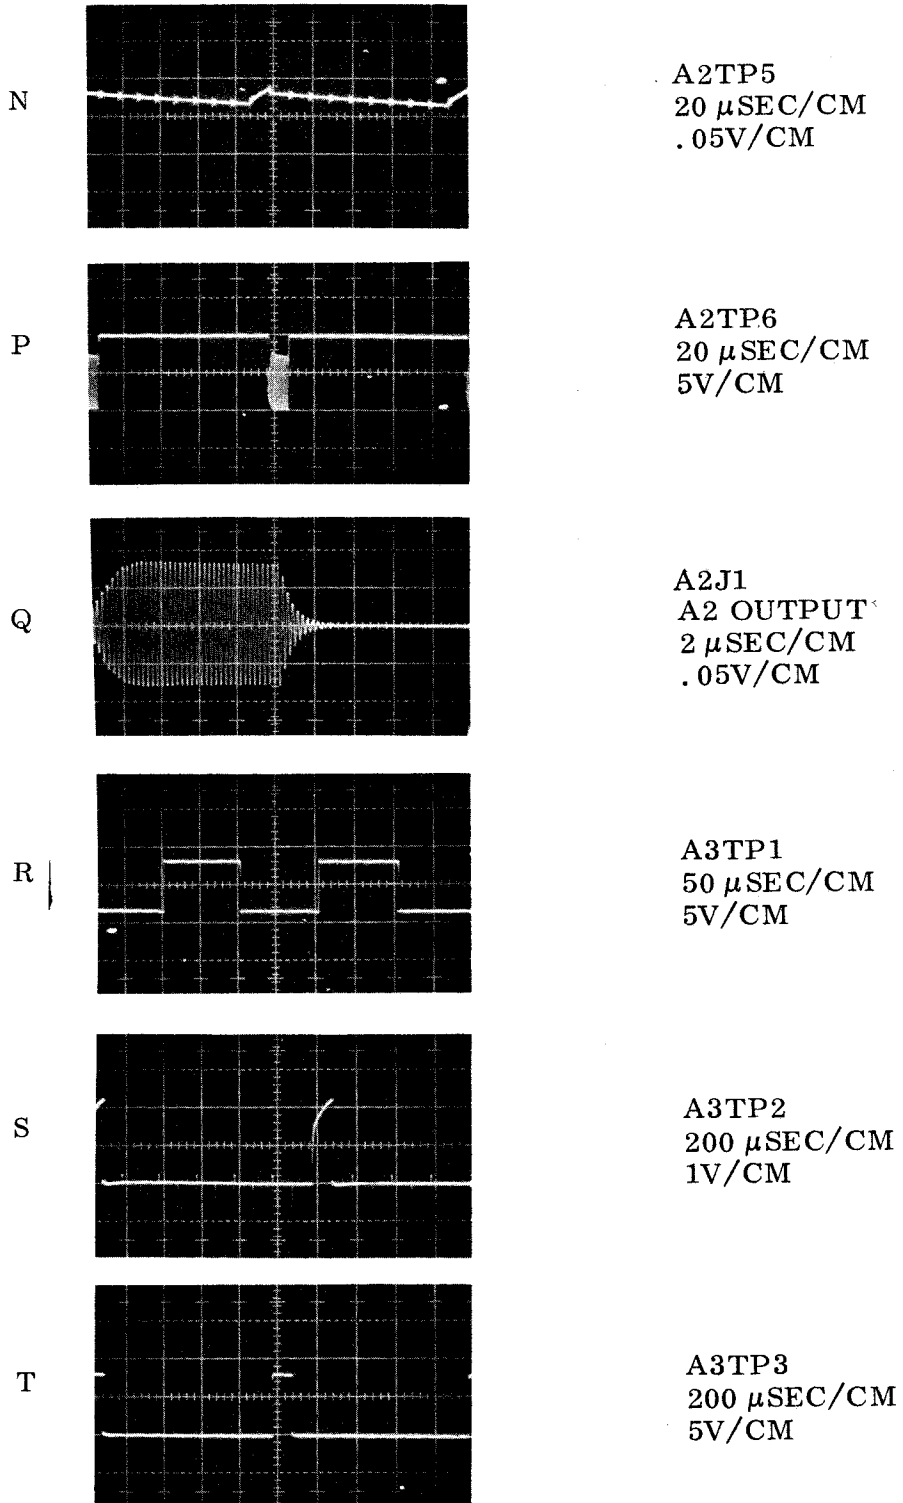 N
A2TP5
20 μSEC/CM
.05V/CM
P
A2TP6
20 μSEC/CM
5V/CM
Q
A2J1
A2 OUTPUT
2 μSEC/CM
.05V/CM
R
A3TP1
50 μSEC/CM
5V/CM
S
A3TP2
200 μSEC/CM
1V/CM
T
A3TP3
200 μSEC/CM
5V/CM